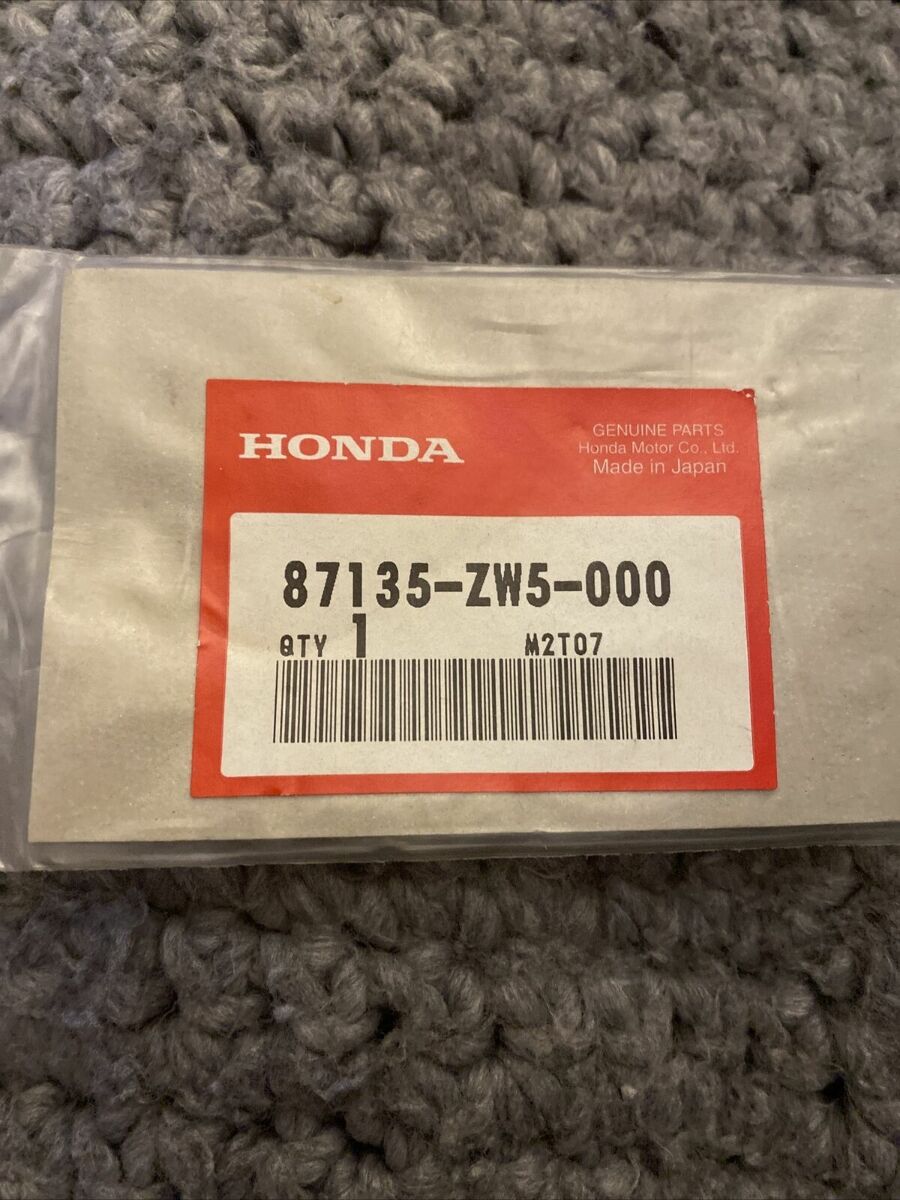 HONDA
GENUINE PARTS
Honda Motor Co., Ltd.
Made in Japan
87135-ZW5-000
QTY 1 M2T07